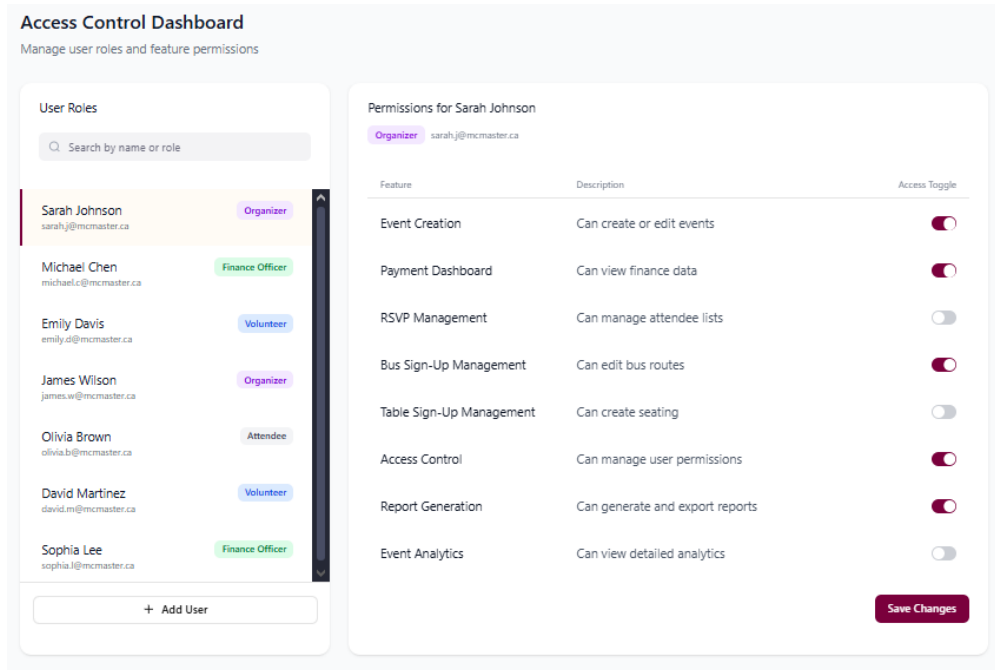 Access Control Dashboard
Manage user roles and feature permissions
User Roles
Search by name or role
Sarah Johnson Organizer
sarah.j@mcmaster.ca
Michael Chen Finance Officer
michael.c@mcmaster.ca
Emily Davis Volunteer
emily.d@mcmaster.ca
James Wilson Organizer
james.w@mcmaster.ca
Olivia Brown Attendee
olivia.b@mcmaster.ca
David Martinez Volunteer
david.m@mcmaster.ca
Sophia Lee Finance Officer
sophia.l@mcmaster.ca
+ Add User
Permissions for Sarah Johnson
Organizer sarah.j@mcmaster.ca
Feature Description Access Toggle
Event Creation Can create or edit events
Payment Dashboard Can view finance data
RSVP Management Can manage attendee lists
Bus Sign-Up Management Can edit bus routes
Table Sign-Up Management Can create seating
Access Control Can manage user permissions
Report Generation Can generate and export reports
Event Analytics Can view detailed analytics
Save Changes